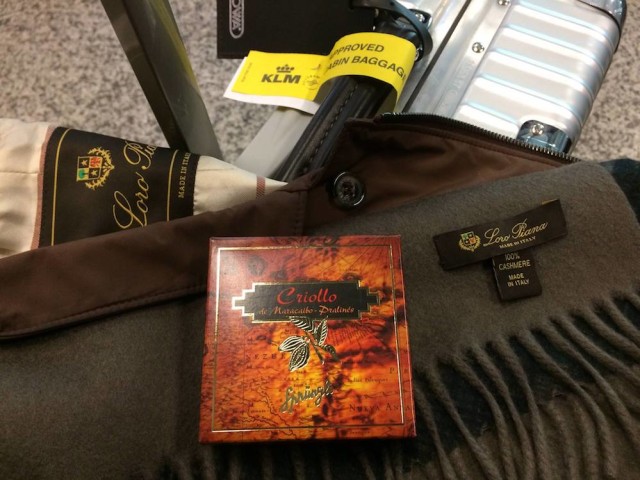 KLM
APPROVED
CABIN BAGGAGE
Loro Piana
MADE IN ITALY
Loro Piana
MADE IN ITALY
100%
CASHMERE
MADE
IN ITALY
Criollo
de Maracaibo-Pralinés
Sprüngli